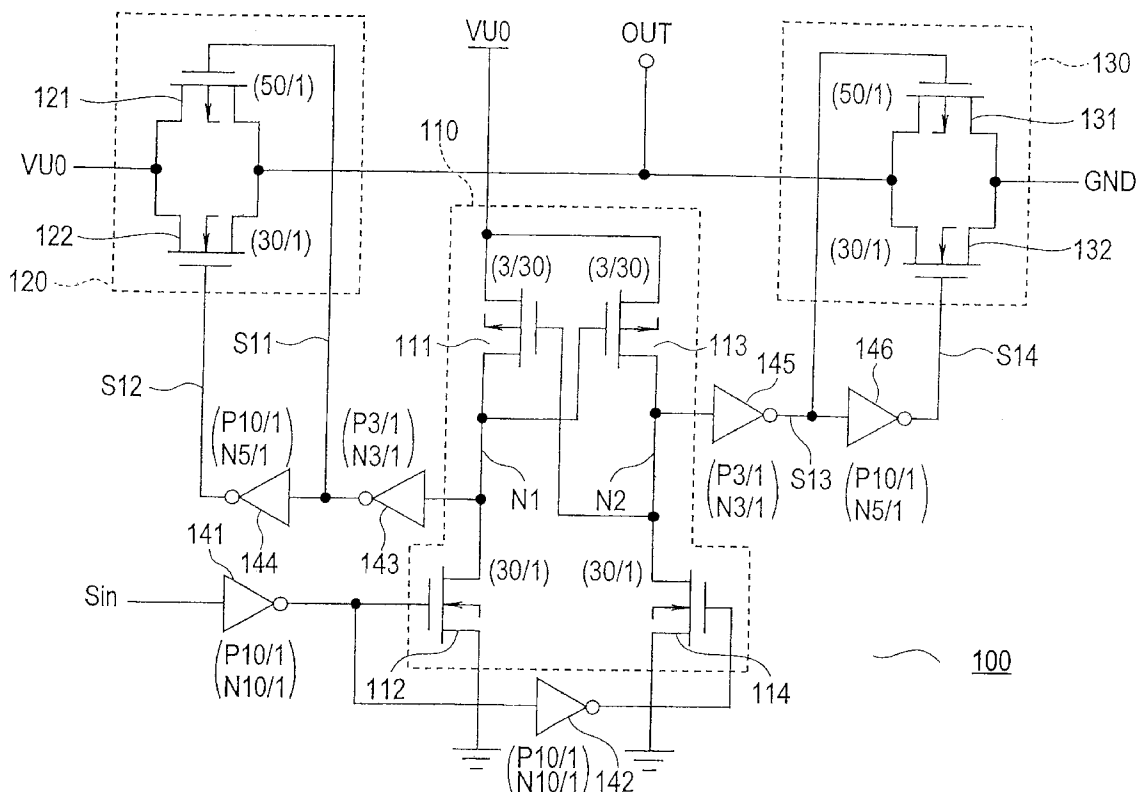 VU0
OUT
121
(50/1)
110
(50/1)
130
131
VU0
GND
122
(30/1)
(30/1)
132
120
(3/30)
(3/30)
S11
111
113
145
146
S14
S12
(P10/1
N5/1)
(P3/1
N3/1)
N1
N2
(P3/1
N3/1)
S13
(P10/1
N5/1)
141
144
143
(30/1)
(30/1)
Sin
(P10/1
N10/1)
112
114
100
(P10/1
N10/1)
142